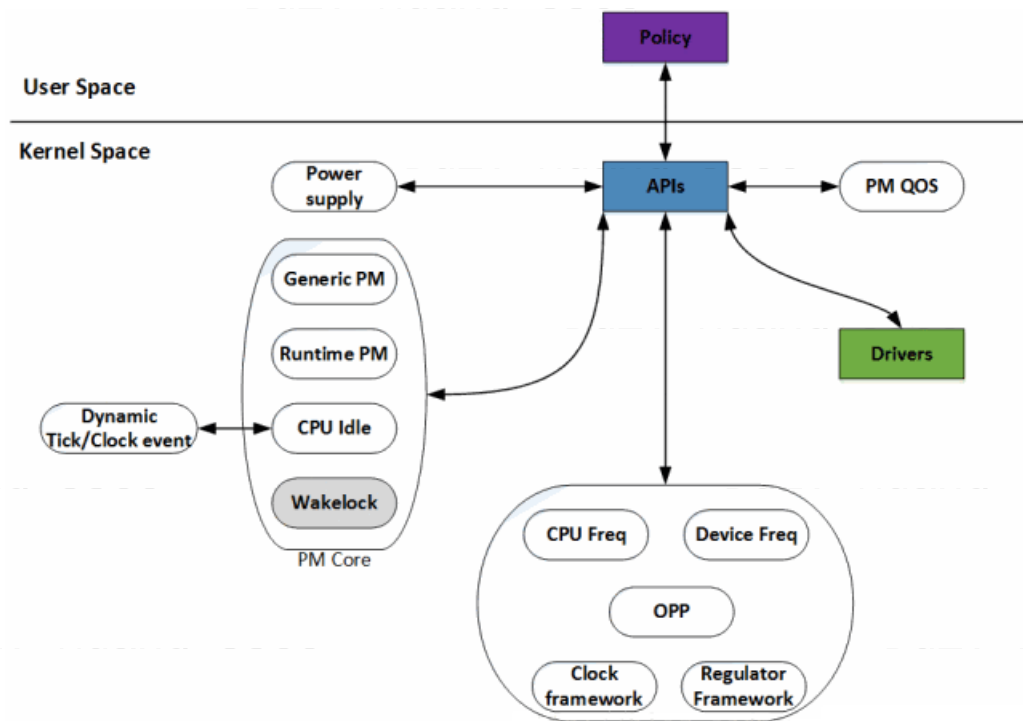 Policy
User Space
Kernel Space
Power
supply
APIs
PM QOS
Generic PM
Runtime PM
Drivers
Dynamic
Tick/Clock event
CPU Idle
Wakelock
PM Core
CPU Freq
Device Freq
OPP
Clock
framework
Regulator
Framework